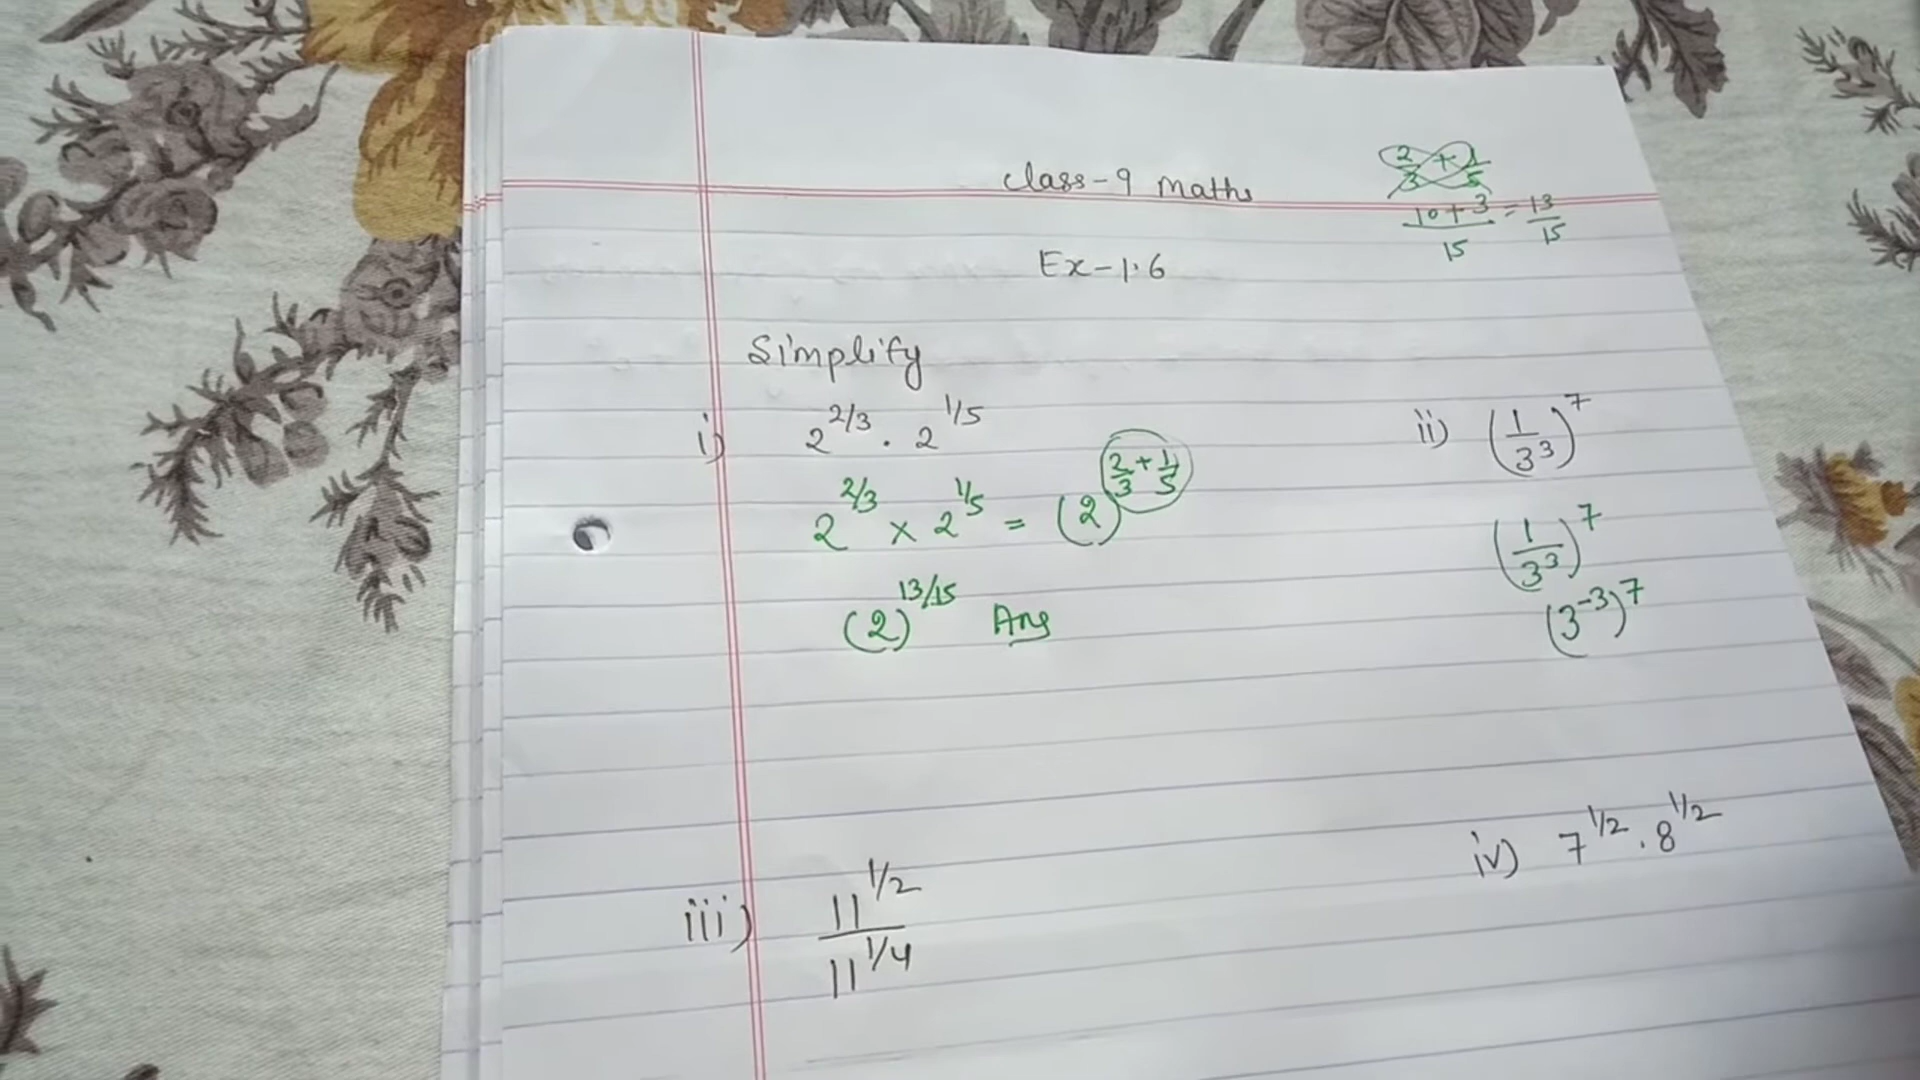 class-9 Maths
2/3 + 1/5
10+3/15 = 13/15
Ex-1.6
Simplify
i) 2^2/3 . 2^1/5
2^2/3 × 2^1/5 = (2)^2/3 + 1/5
(2)^13/15 Ans
ii) (1/3^3)^7
(1/3^3)^7
(3^-3)^7
iii) 11^1/2 / 11^1/4
iv) 7^1/2 . 8^1/2